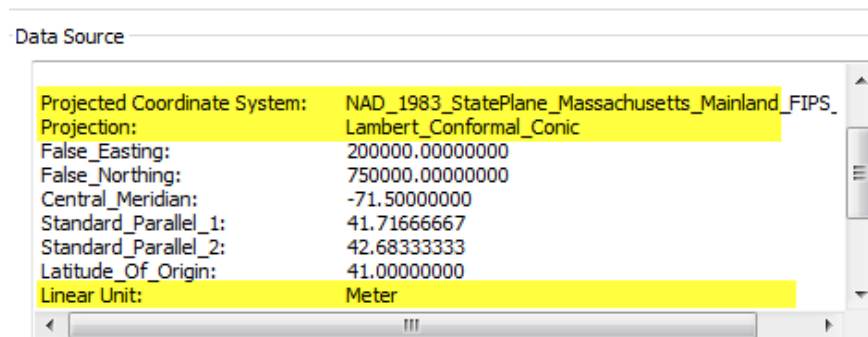 Data Source
Projected Coordinate System: NAD_1983_StatePlane_Massachusetts_Mainland_FIPS_
Projection: Lambert_Conformal_Conic
False_Easting: 200000.00000000
False_Northing: 750000.00000000
Central_Meridian: -71.50000000
Standard_Parallel_1: 41.71666667
Standard_Parallel_2: 42.68333333
Latitude_Of_Origin: 41.00000000
Linear Unit: Meter